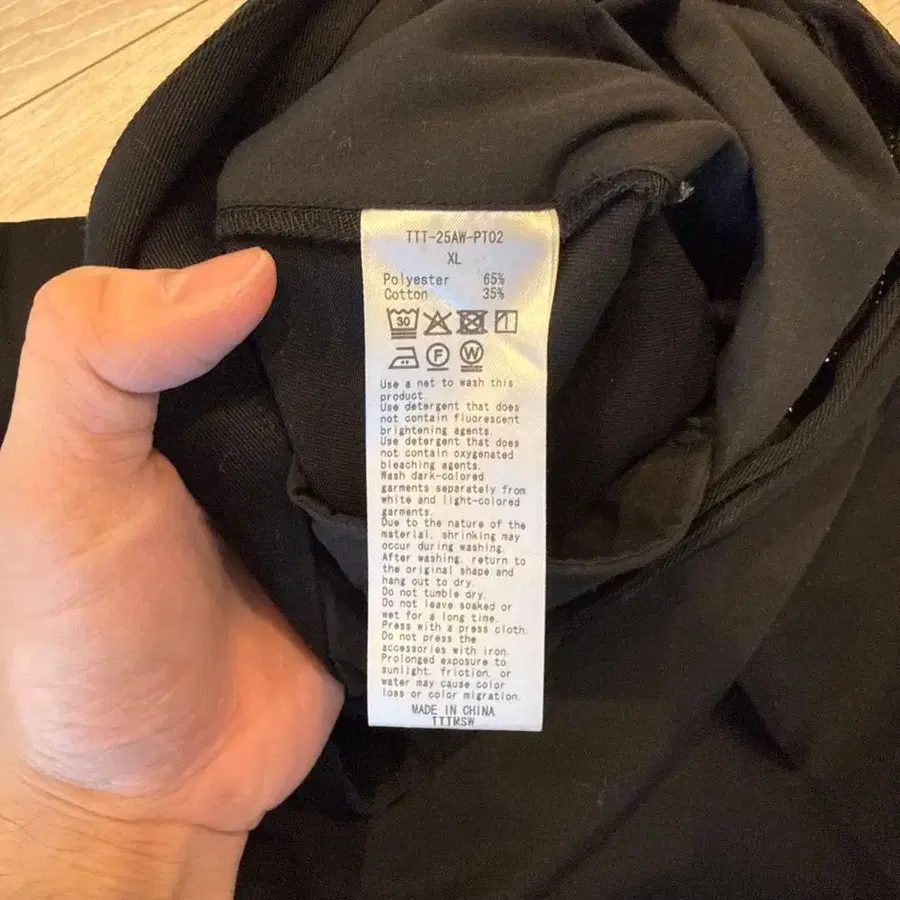 TTT-25AW-PT02
XL
Polyester 65%
Cotton 35%
30
F W
Use a net to wash this
product.
Use detergent that does
not contain fluorescent
brightening agents.
Use detergent that does
not contain oxygenated
bleaching agents.
Wash dark-colored
garments separately from
white and light-colored
garments.
Due to the nature of the
material, shrinking may
occur during washing.
After washing, return to
the original shape and
hang out to dry.
Do not tumble dry.
Do not leave soaked or
wet for a long time.
Press with a press cloth.
Do not press the
accessories with iron.
Prolonged exposure to
sunlight, friction, or
water may cause color
loss or color migration.
MADE IN CHINA
TTTMSW